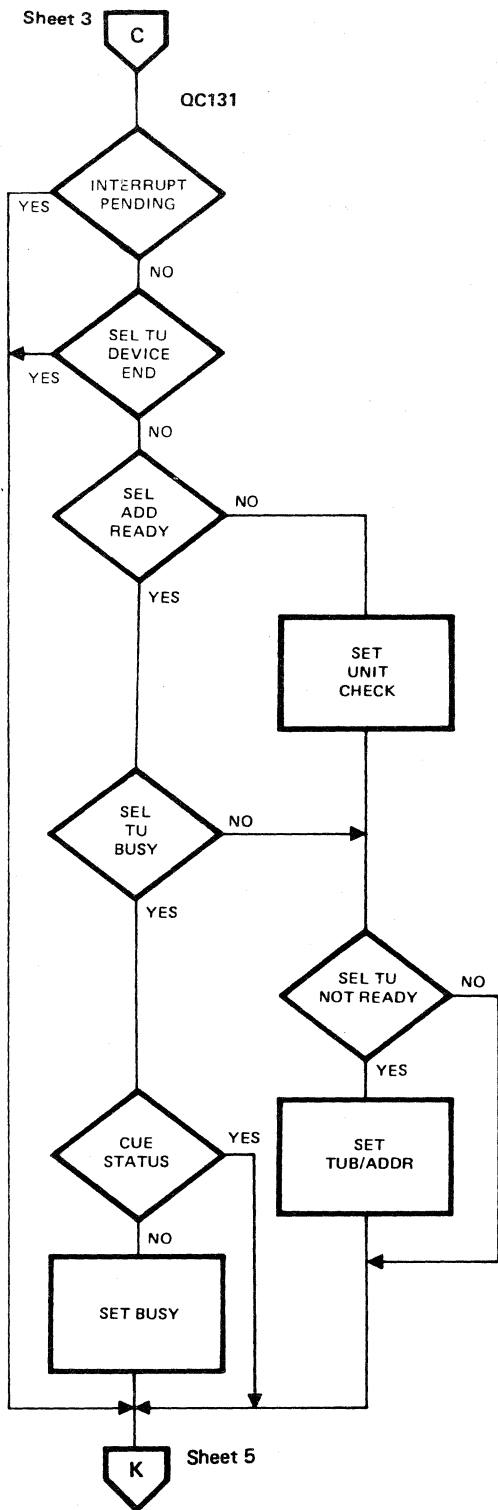 Sheet 3
C
QC131
INTERRUPT
PENDING
YES
NO
SEL TU
DEVICE
END
YES
NO
SEL
ADD
READY
NO
YES
SET
UNIT
CHECK
SEL
TU
BUSY
NO
YES
SEL TU
NOT READY
NO
YES
CUE
STATUS
YES
NO
SET
TUB/ADDR
SET BUSY
K
Sheet 5